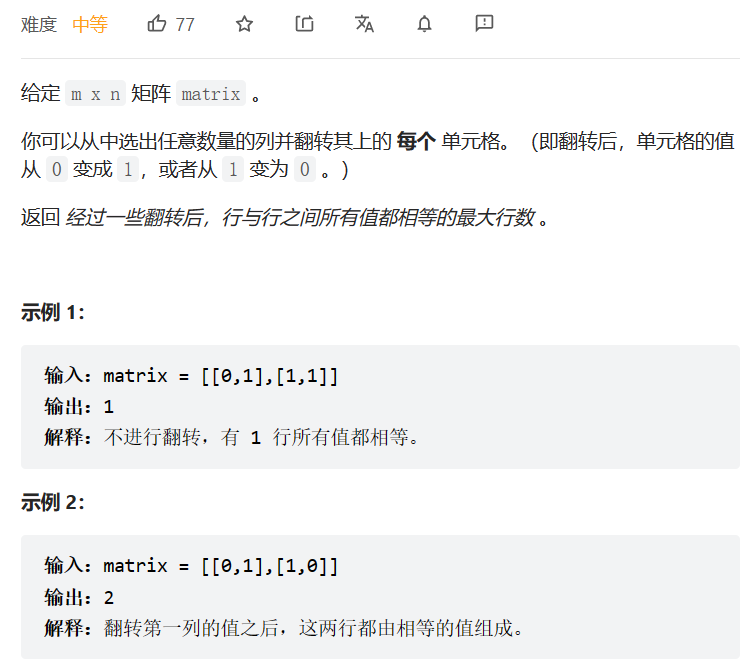 难度 中等 77
给定 m x n 矩阵 matrix 。
你可以从中选出任意数量的列并翻转其上的 每个 单元格。（即翻转后，单元格的值
从 0 变成 1，或者从 1 变为 0 。）
返回 经过一些翻转后，行与行之间所有值都相等的最大行数 。
示例 1：
输入：matrix = [[0,1],[1,1]]
输出：1
解释：不进行翻转，有 1 行所有值都相等。
示例 2：
输入：matrix = [[0,1],[1,0]]
输出：2
解释：翻转第一列的值之后，这两行都由相等的值组成。